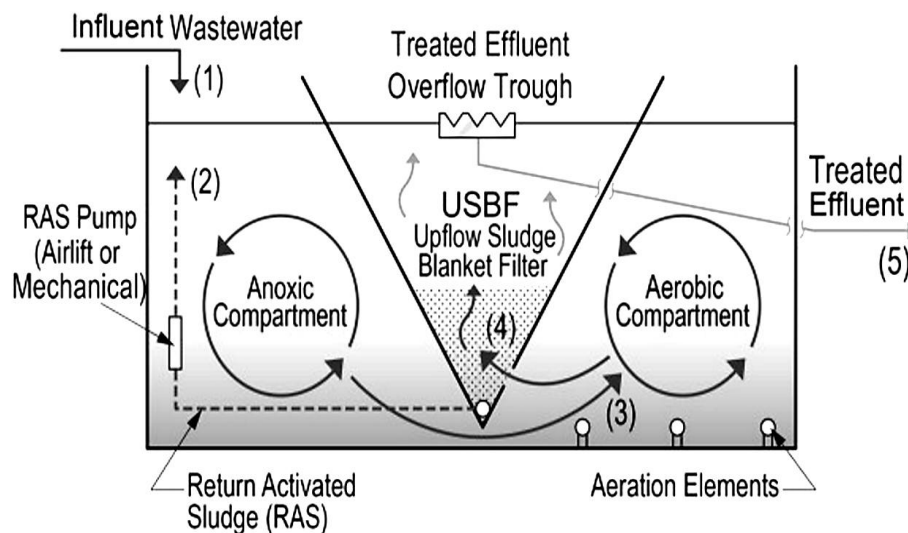 Influent Wastewater
(1)
Treated Effluent
Overflow Trough
(2)
RAS Pump
(Airlift or
Mechanical)
Anoxic
Compartment
USBF
Upflow Sludge
Blanket Filter
(4)
Aerobic
Compartment
Treated
Effluent
(5)
(3)
Return Activated
Sludge (RAS)
Aeration Elements